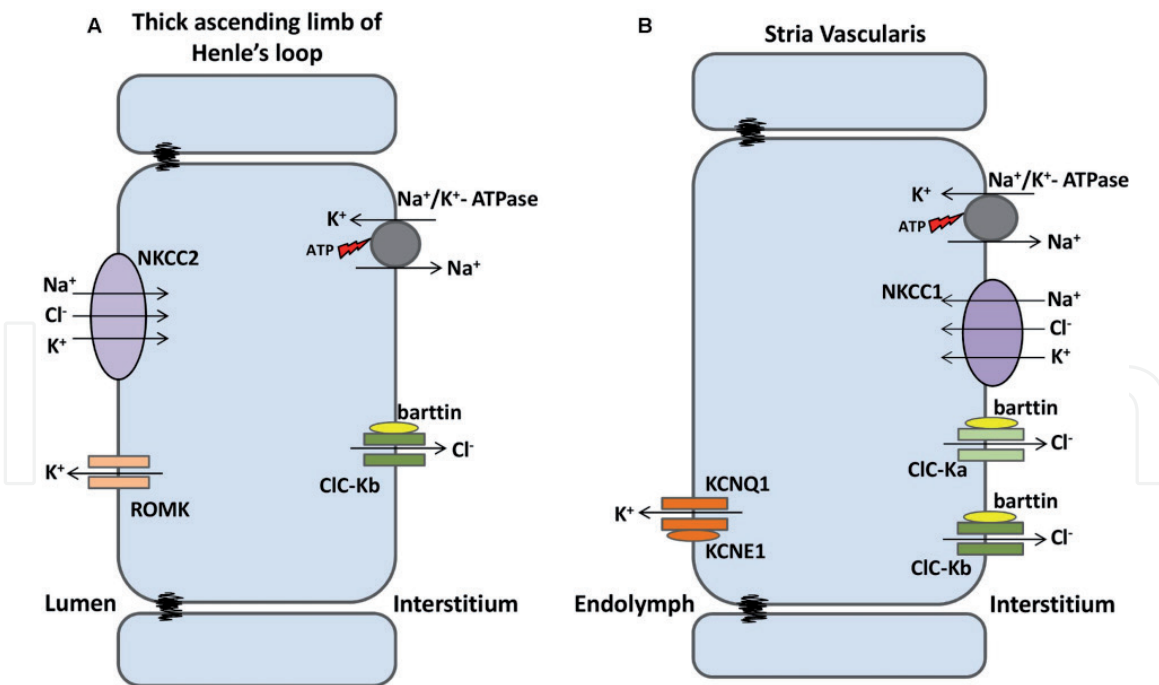 A
Thick ascending limb of
Henle's loop
Na⁺/K⁺- ATPase
K⁺
ATP
Na⁺
NKCC2
Na⁺
Cl⁻
K⁺
barttin
Cl⁻
ClC-Kb
K⁺
ROMK
Lumen
Interstitium
B
Stria Vascularis
Na⁺/K⁺- ATPase
K⁺
ATP
Na⁺
NKCC1
Na⁺
Cl⁻
K⁺
barttin
Cl⁻
ClC-Ka
KCNQ1
K⁺
KCNE1
barttin
Cl⁻
ClC-Kb
Endolymph
Interstitium